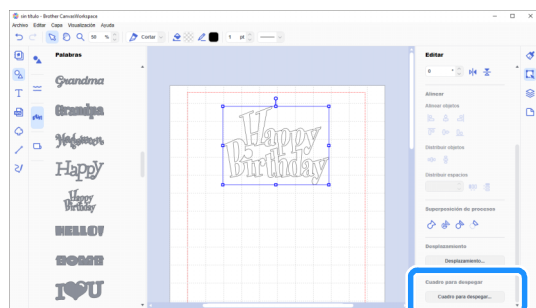 sin título - Brother CanvasWorkspace
Archivo Editar Capa Visualización Ayuda
50 % Cortar 1 pt
Palabras
Grandma
Grandpa
Happy
Happy
Birthday
HELLO!
HOME
I U
Happy
Birthday
Editar
0 °
Alinear
Alinear objetos
Distribuir objetos
Distribuir espacios
Superposición de procesos
Desplazamiento
Desplazamiento...
Cuadro para despegar
Cuadro para despegar...